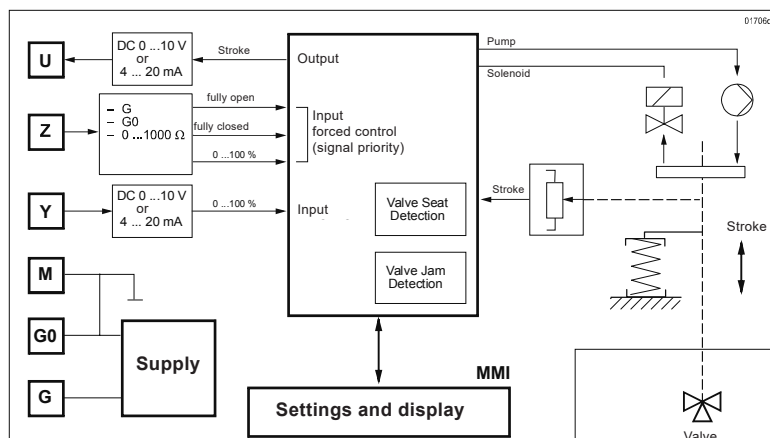 01706c
U
DC 0 ...10 V
or
4 ... 20 mA
Stroke
Output
Pump
Solenoid
Z
– G
– G0
– 0 ...1000 Ω
fully open
fully closed
0 ...100 %
Input
forced control
(signal priority)
Y
DC 0 ...10 V
or
4 ... 20 mA
0 ...100 %
Input
Valve Seat
Detection
Stroke
Stroke
Valve Jam
Detection
M
G0
G
Supply
MMI
Settings and display
Valve